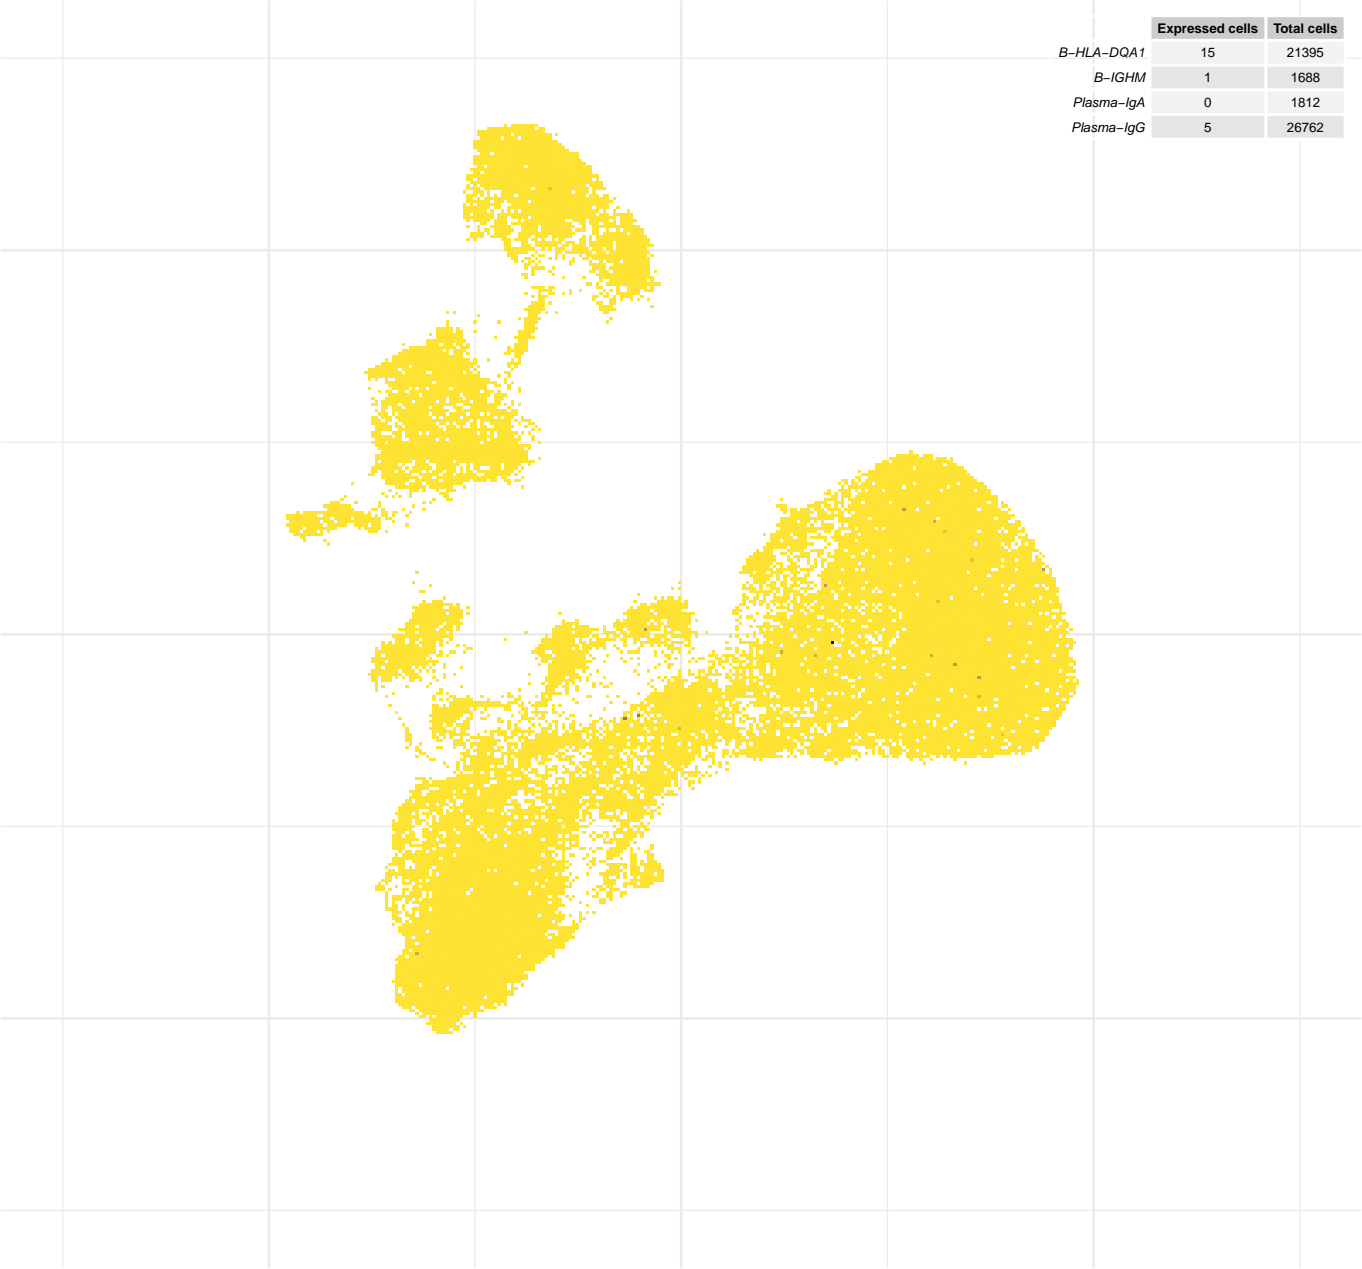 Expressed cells Total cells
B−HLA−DQA1 15 21395
B−IGHM 1 1688
Plasma−IgA 0 1812
Plasma−IgG 5 26762